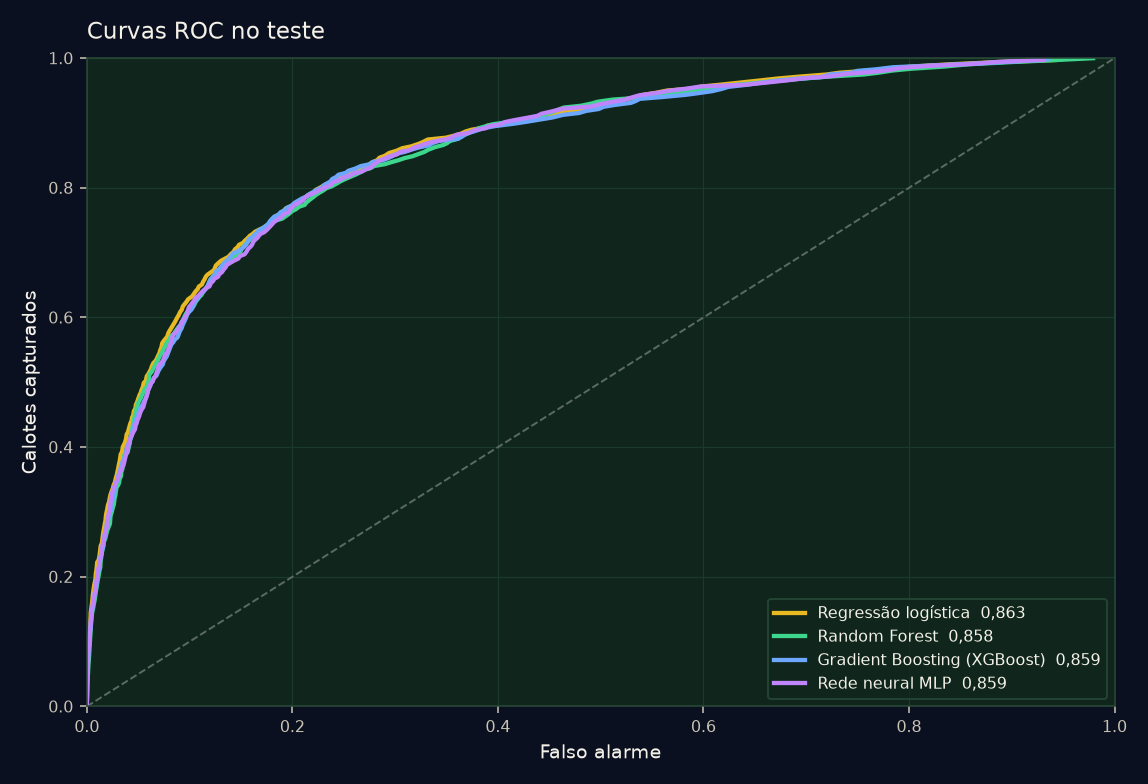 Curvas ROC no teste
Calotes capturados
1.0
0.8
0.6
0.4
0.2
0.0
0.0 0.2 0.4 0.6 0.8 1.0
Falso alarme
Regressão logística 0,863
Random Forest 0,858
Gradient Boosting (XGBoost) 0,859
Rede neural MLP 0,859